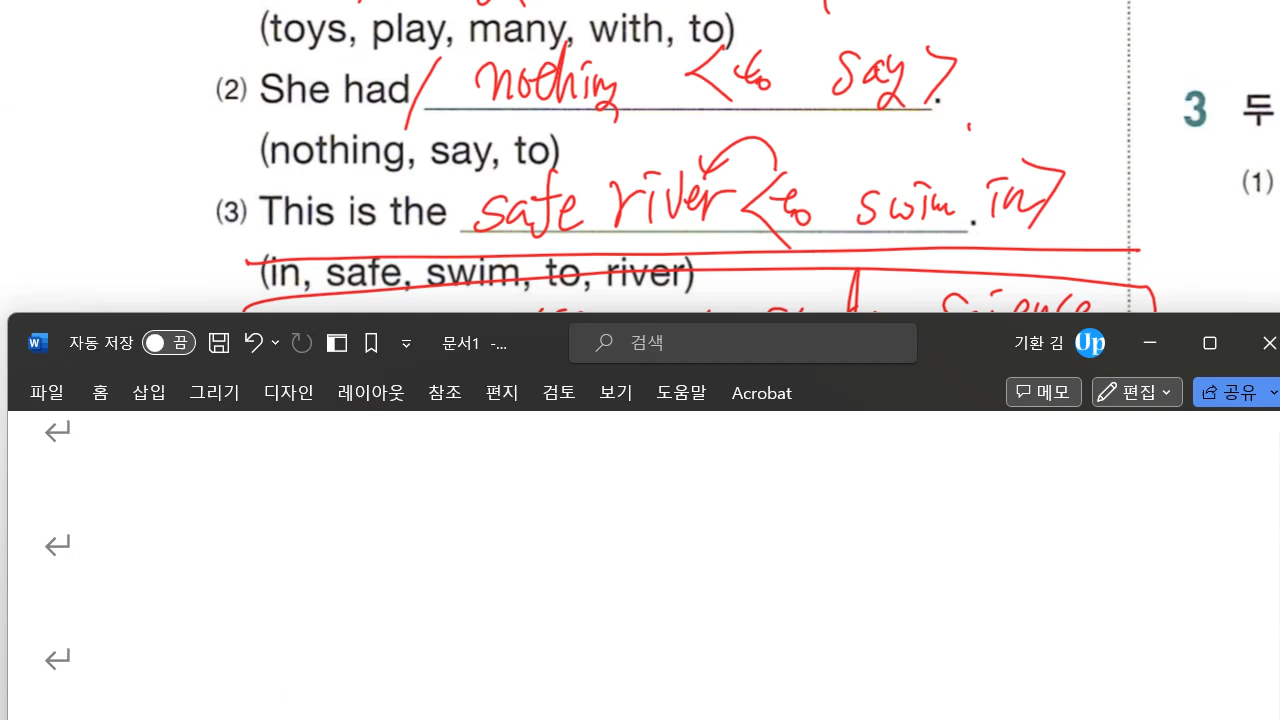 (toys, play, many, with, to)
(2) She had / nothing <to say>.
(nothing, say, to)
(3) This is the safe river <to swim in>.
(in, safe, swim, to, river)
3 두
(1)
자동 저장 끔 문서1 -... 검색 기환 김 Up
파일 홈 삽입 그리기 디자인 레이아웃 참조 편지 검토 보기 도움말 Acrobat 메모 편집 공유